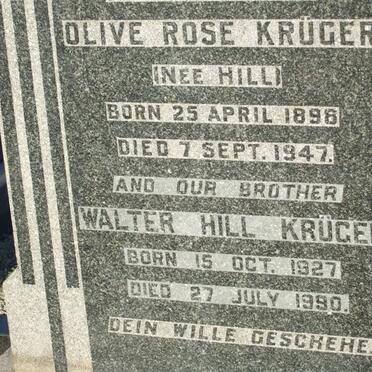 OLIVE ROSE KRÜGER
(NEE HILL)
BORN 25 APRIL 1896
DIED 7 SEPT. 1947.
AND OUR BROTHER
WALTER HILL KRÜGE
BORN 15 OCT. 1927
DIED 27 JULY 1990.
DEIN WILLE GESCHEHE